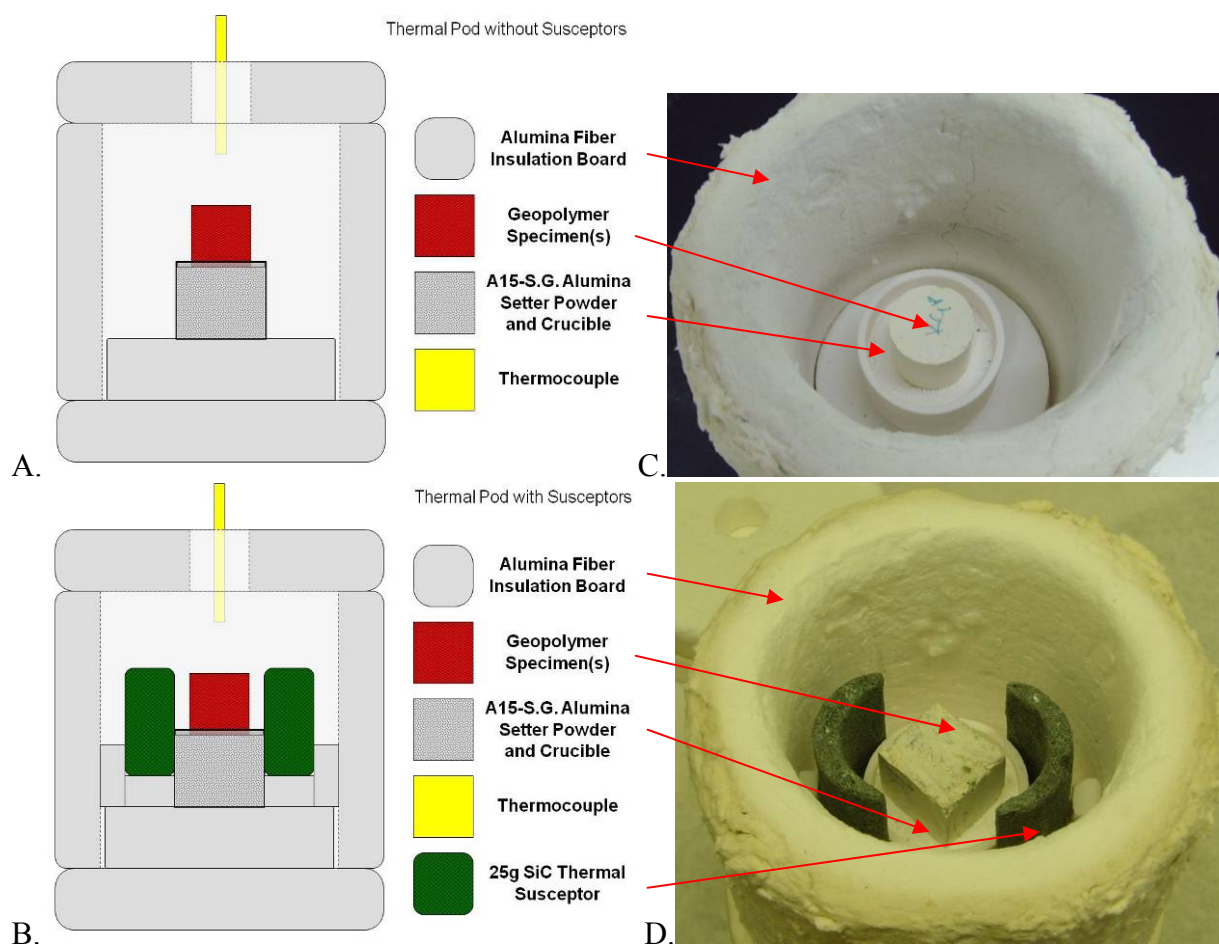 Thermal Pod without Susceptors
Alumina Fiber
Insulation Board
Geopolymer
Specimen(s)
A15-S.G. Alumina
Setter Powder
and Crucible
Thermocouple
A.
C.
Thermal Pod with Susceptors
Alumina Fiber
Insulation Board
Geopolymer
Specimen(s)
A15-S.G. Alumina
Setter Powder
and Crucible
Thermocouple
25g SiC Thermal
Susceptor
B.
D.